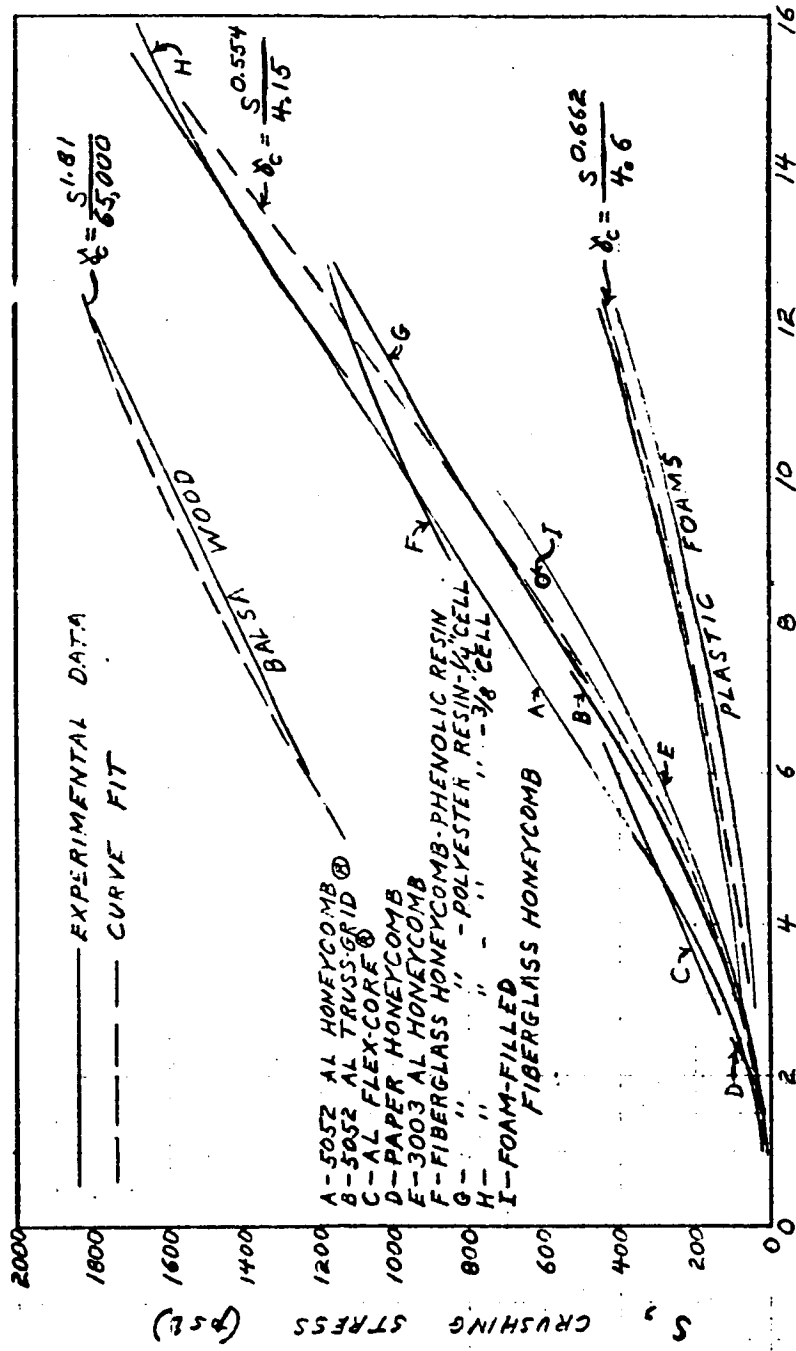 EXPERIMENTAL DATA
CURVE FIT
γc = S^1.81 / 65,000
H
γc = S^0.554 / 4.15
BALSA WOOD
A-5052 AL HONEYCOMB
B-5052 AL TRUSS-GRID ®
C-AL FLEX-CORE ®
D-PAPER HONEYCOMB
E-3003 AL HONEYCOMB
F-FIBERGLASS HONEYCOMB-PHENOLIC RESIN
G- " " -POLYESTER RESIN-1/4" CELL
H- " " - " " -3/8" CELL
I-FOAM-FILLED
FIBERGLASS HONEYCOMB
F
G
A
B
I
C
E
D
γc = S^0.662 / 4.6
PLASTIC FOAMS
S, CRUSHING STRESS (psi)
2000
1800
1600
1400
1200
1000
800
600
400
200
0
0 2 4 6 8 10 12 14 16